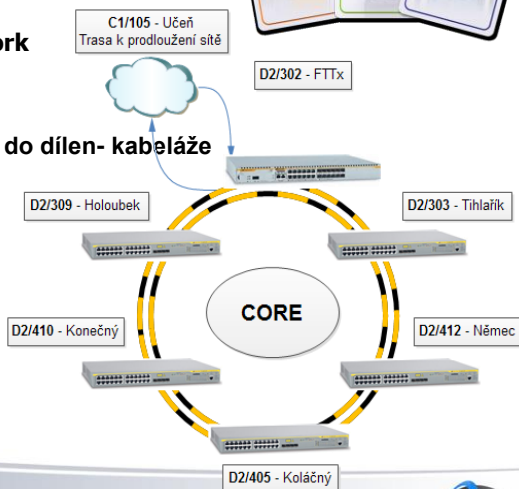 C1/105 - Učeň
Trasa k prodloužení sítě
ork
D2/302 - FTTx
do dílen- kabeláže
D2/309 - Holoubek
D2/303 - Tihlařík
CORE
D2/410 - Konečný
D2/412 - Němec
D2/405 - Koláčný